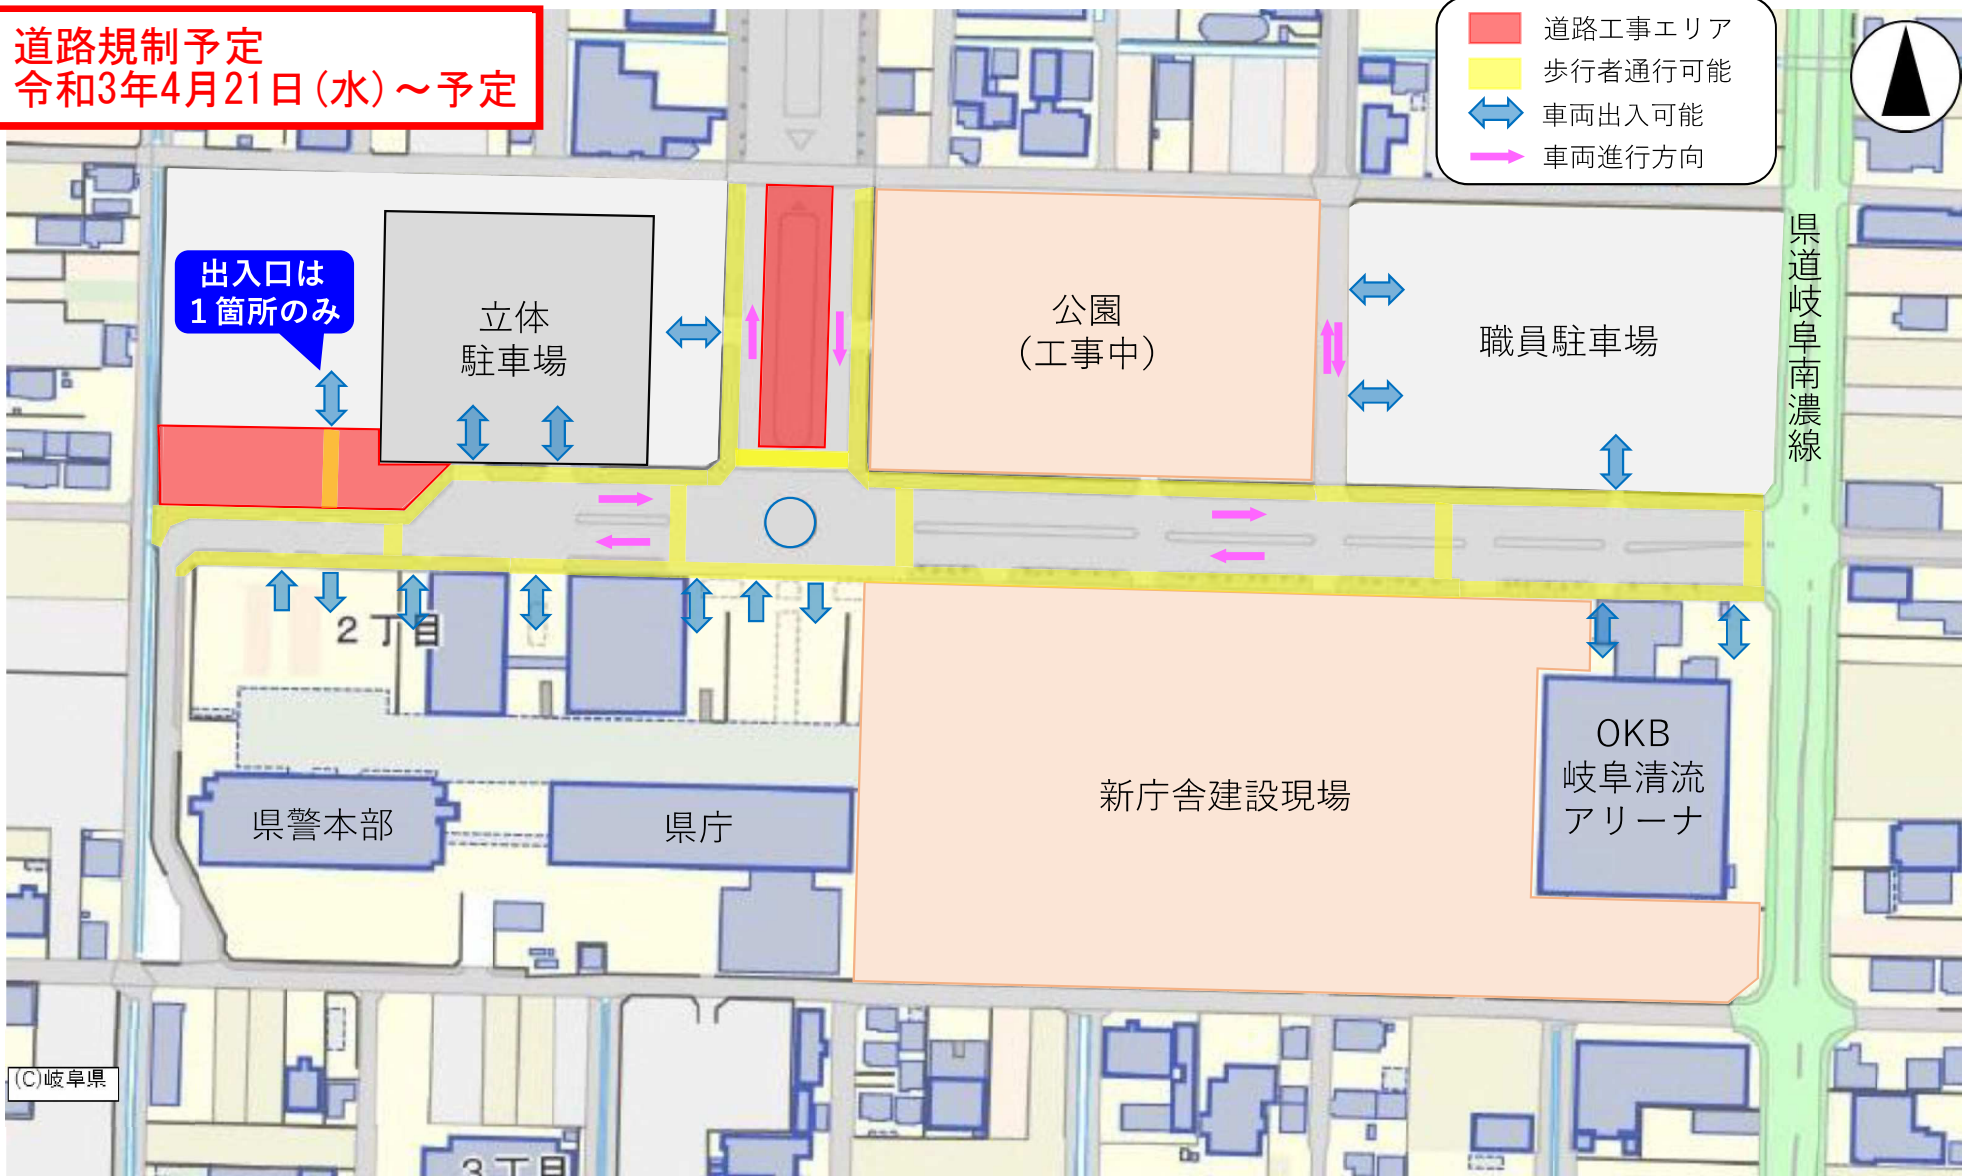 道路規制予定
令和3年4月21日(水)～予定
道路工事エリア
歩行者通行可能
車両出入可能
車両進行方向
出入口は
１箇所のみ
立体
駐車場
公園
(工事中)
職員駐車場
県道岐阜南濃線
２丁目
県警本部
県庁
新庁舎建設現場
OKB
岐阜清流
アリーナ
(C)岐阜県
３丁目